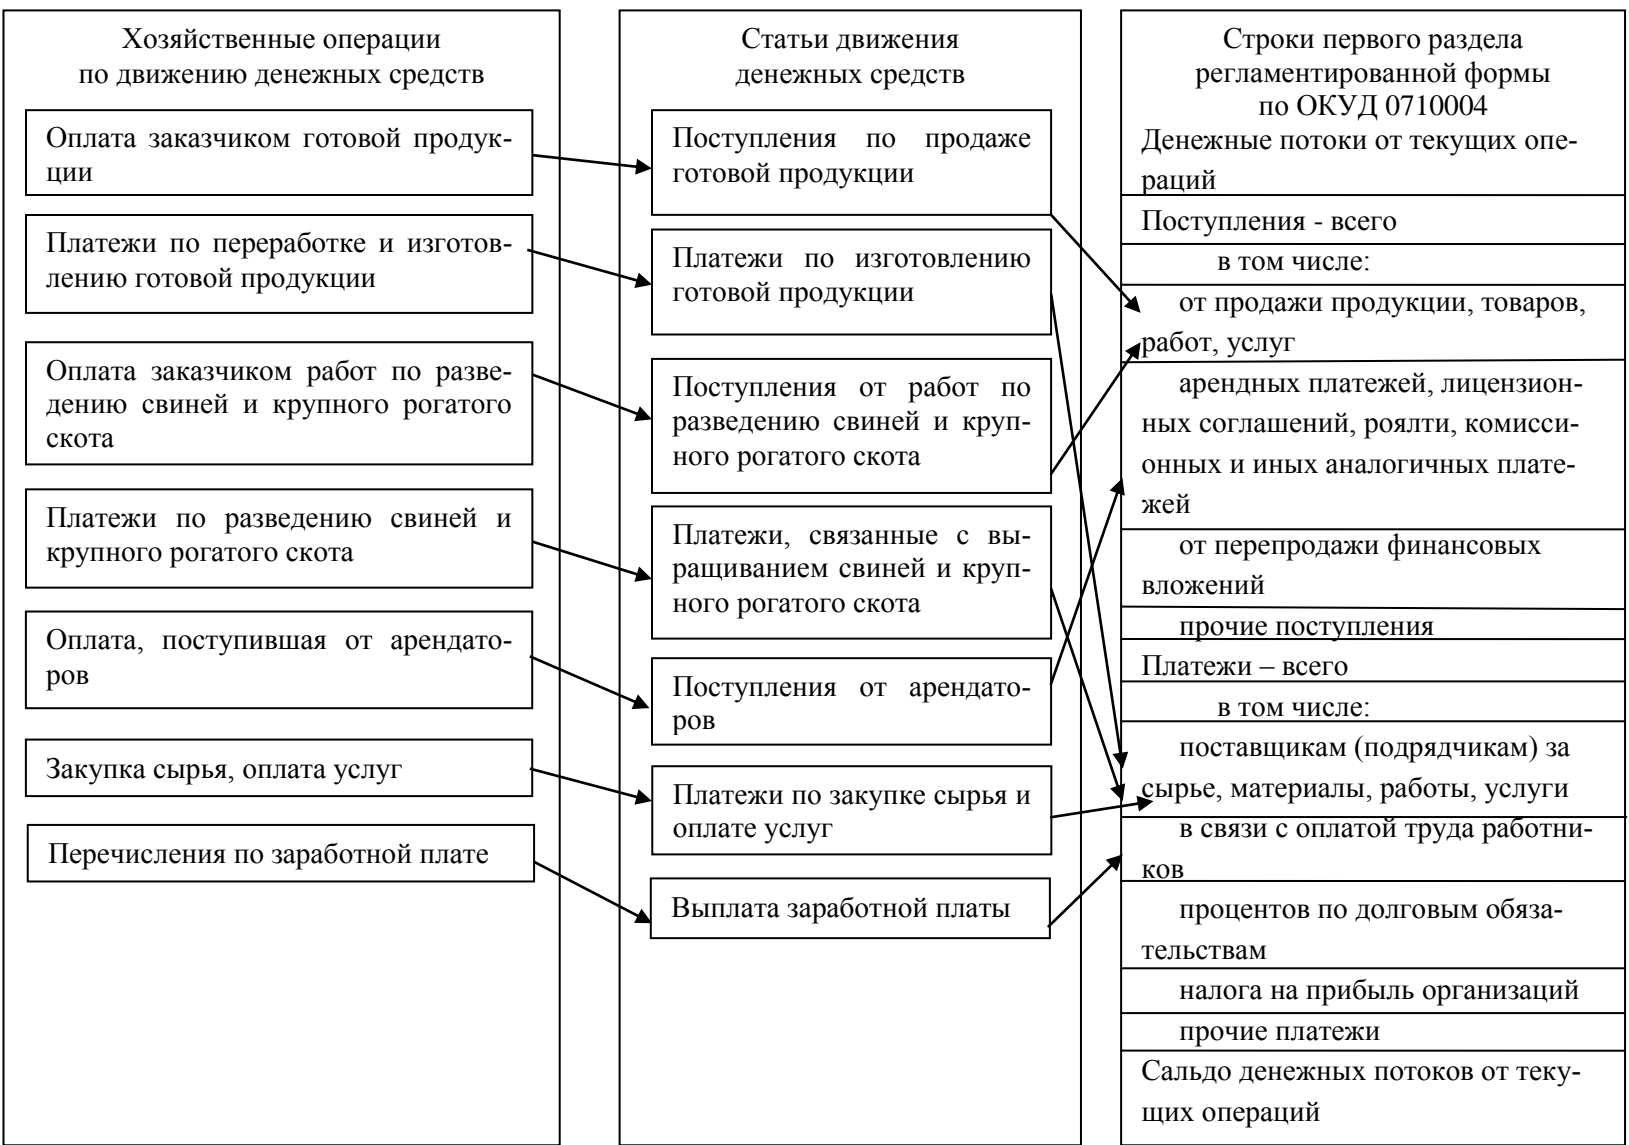 Хозяйственные операции
по движению денежных средств
Оплата заказчиком готовой продук-
ции
Платежи по переработке и изготов-
лению готовой продукции
Оплата заказчиком работ по разве-
дению свиней и крупного рогатого
скота
Платежи по разведению свиней и
крупного рогатого скота
Оплата, поступившая от арендато-
ров
Закупка сырья, оплата услуг
Перечисления по заработной плате
Статьи движения
денежных средств
Поступления по продаже
готовой продукции
Платежи по изготовлению
готовой продукции
Поступления от работ по
разведению свиней и круп-
ного рогатого скота
Платежи, связанные с вы-
ращиванием свиней и круп-
ного рогатого скота
Поступления от арендато-
ров
Платежи по закупке сырья и
оплате услуг
Выплата заработной платы
Строки первого раздела
регламентированной формы
по ОКУД 0710004
Денежные потоки от текущих опе-
раций
Поступления - всего
в том числе:
от продажи продукции, товаров,
работ, услуг
арендных платежей, лицензион-
ных соглашений, роялти, комисси-
онных и иных аналогичных плате-
жей
от перепродажи финансовых
вложений
прочие поступления
Платежи – всего
в том числе:
поставщикам (подрядчикам) за
сырье, материалы, работы, услуги
в связи с оплатой труда работни-
ков
процентов по долговым обяза-
тельствам
налога на прибыль организаций
прочие платежи
Сальдо денежных потоков от теку-
щих операций